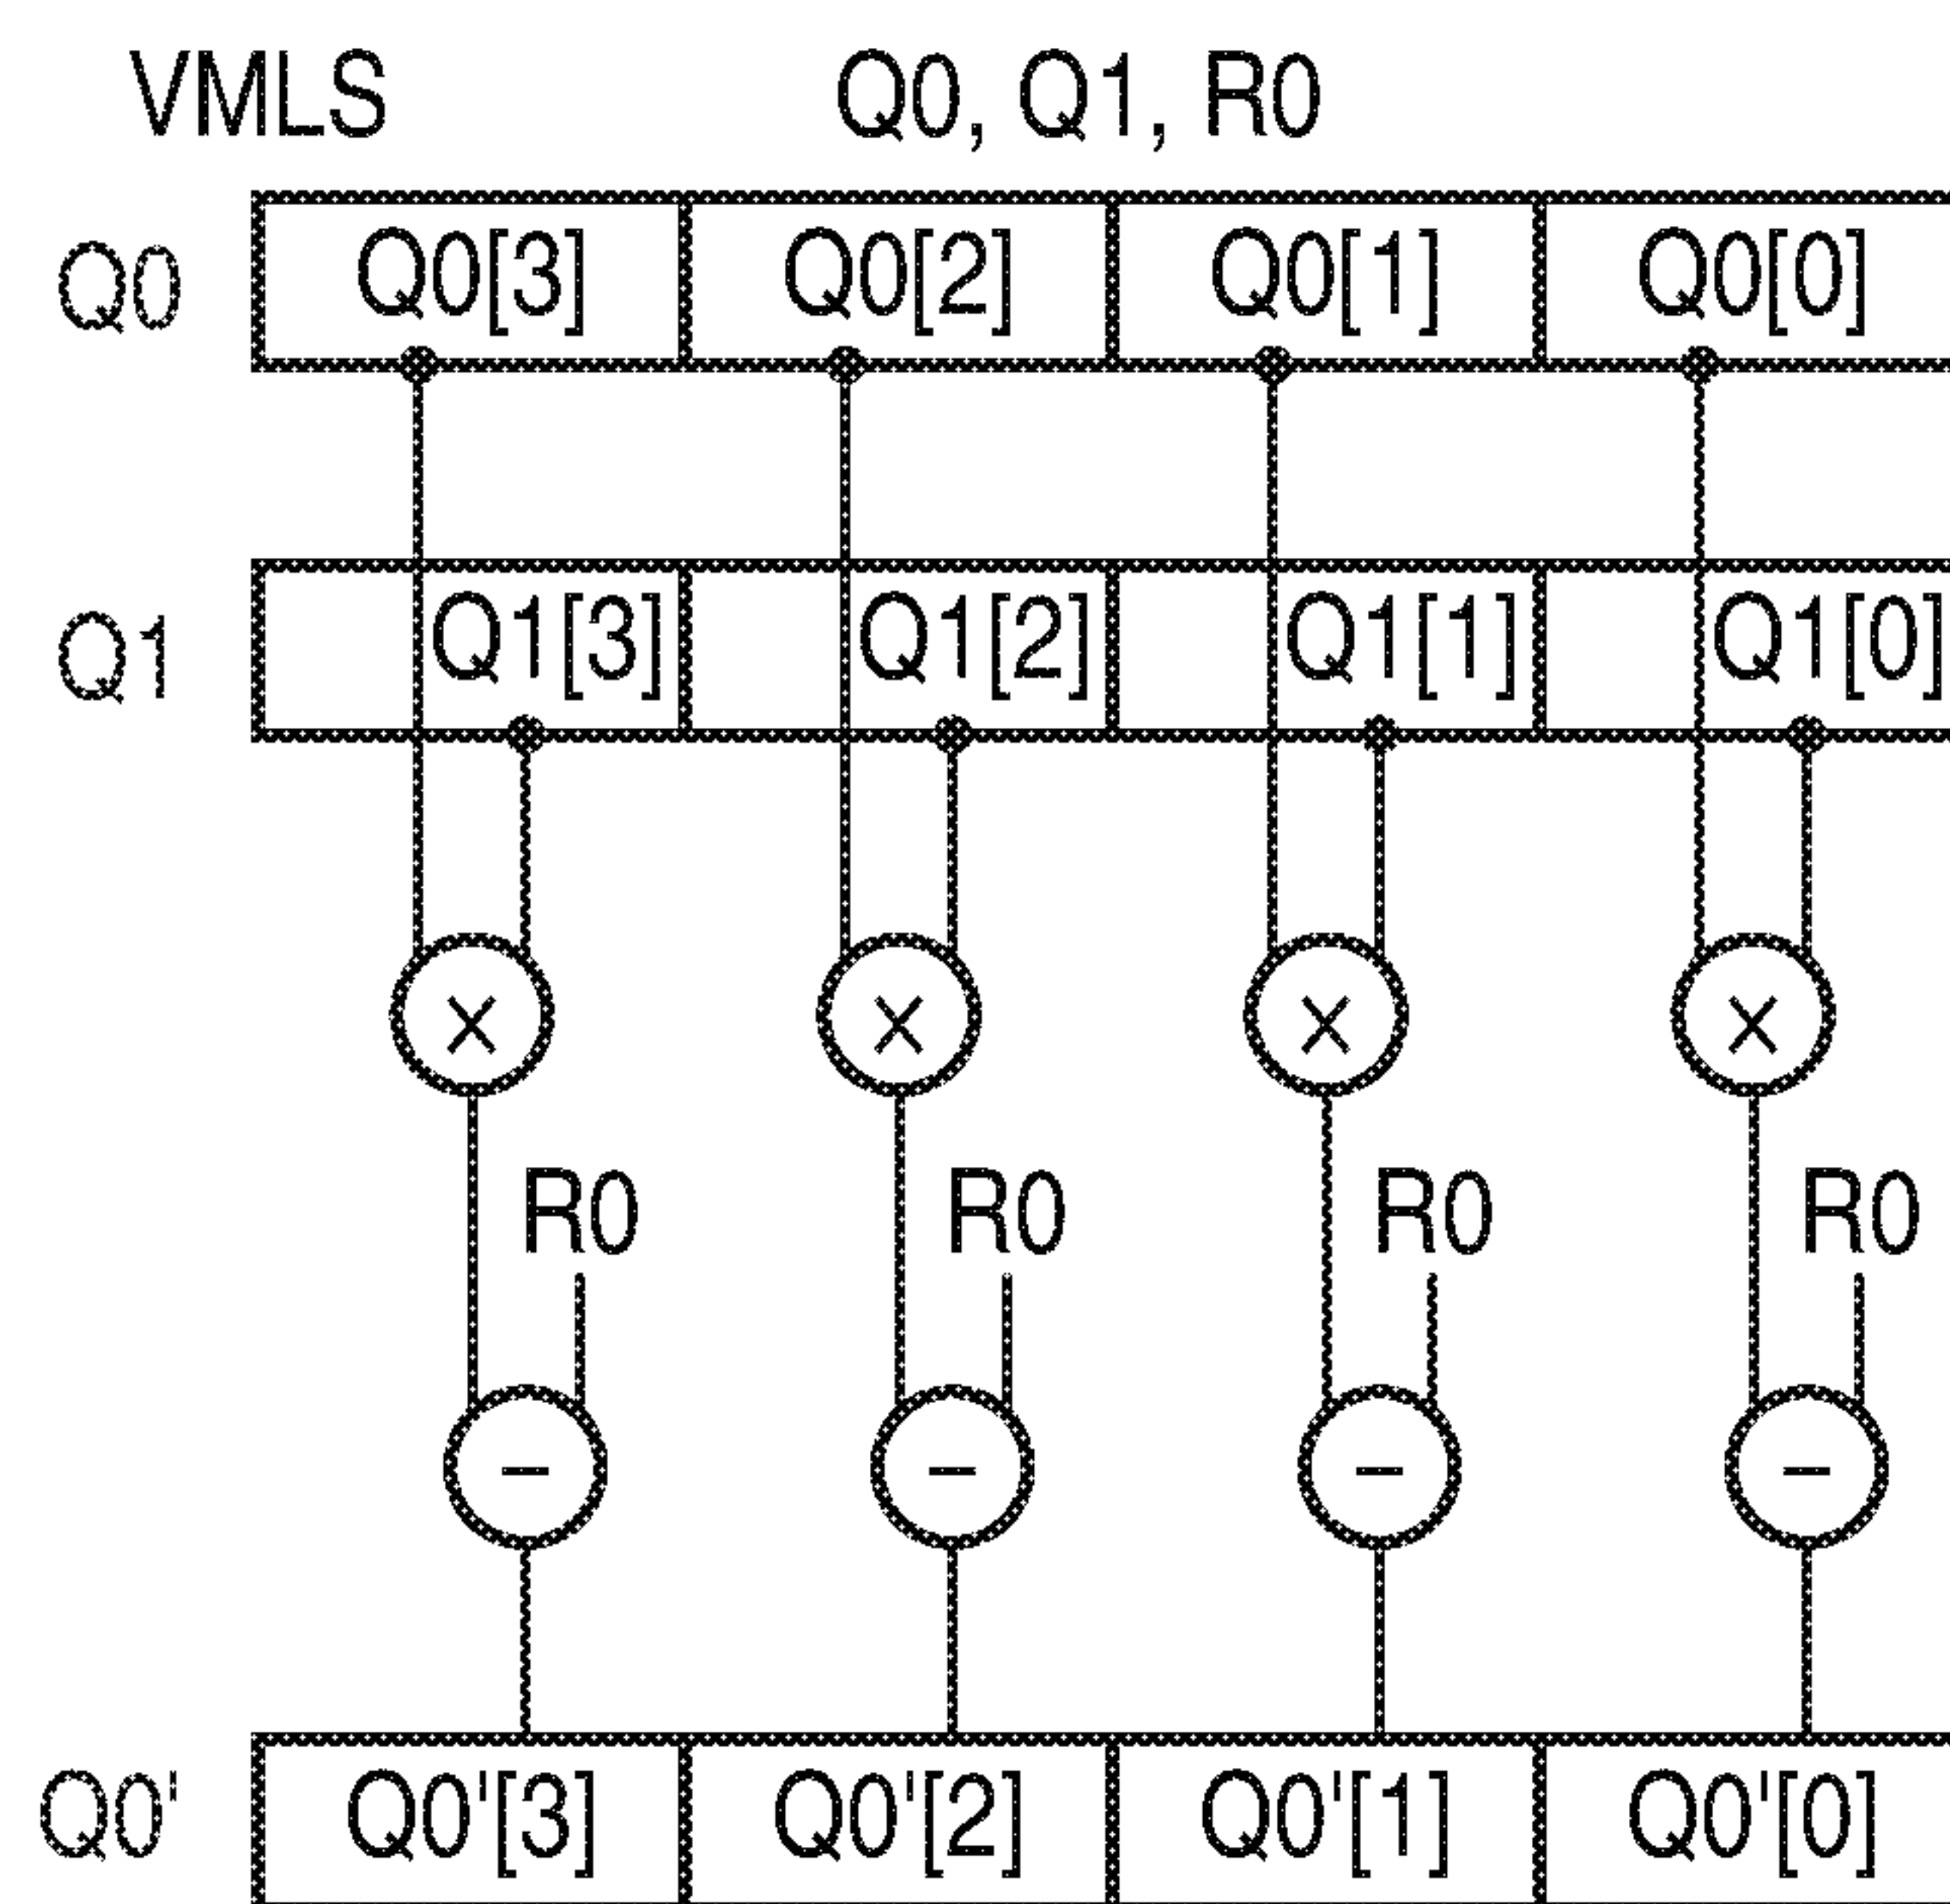 VMLS Q0, Q1, R0
Q0 Q0[3] Q0[2] Q0[1] Q0[0]
Q1 Q1[3] Q1[2] Q1[1] Q1[0]
× × × ×
R0 R0 R0 R0
− − − −
Q0' Q0'[3] Q0'[2] Q0'[1] Q0'[0]